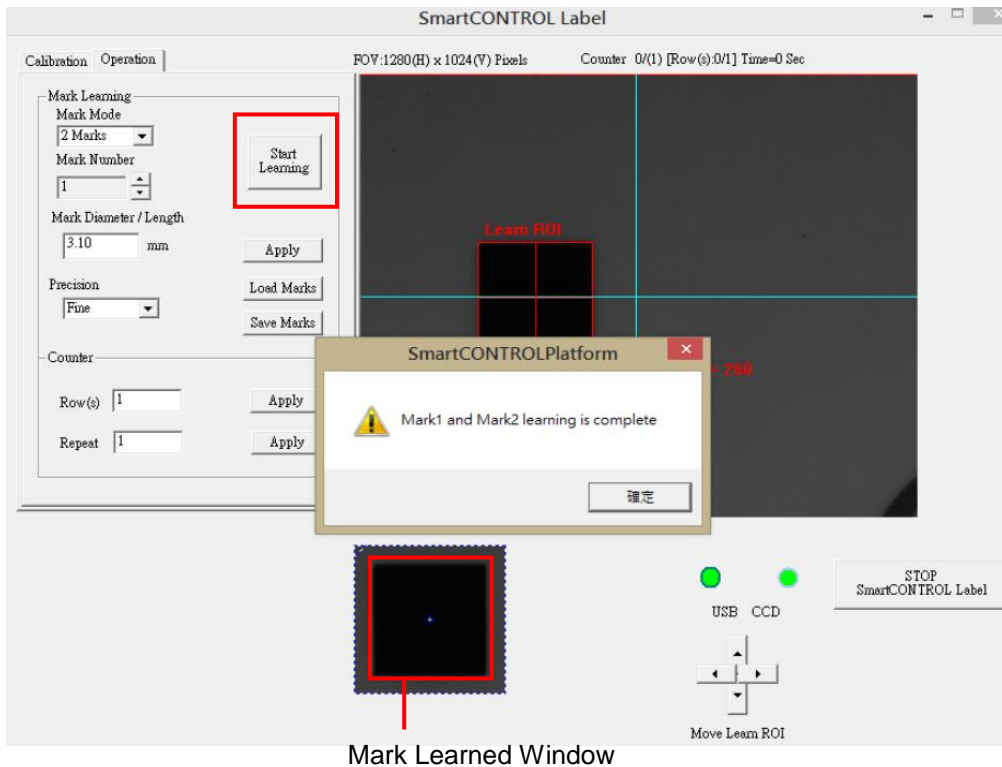 SmartCONTROL Label
Calibration Operation
FOV:1280(H) x 1024(V) Pixels Counter 0/(1) [Row(s):0/1] Time=0 Sec
Mark Learning
Mark Mode
2 Marks
Start
Learning
Mark Number
1
Mark Diameter / Length
3.10 mm
Apply
Precision
Fine
Load Marks
Save Marks
Learn ROI
= 260
Counter
Row(s) 1 Apply
Repeat 1 Apply
SmartCONTROLPlatform
Mark1 and Mark2 learning is complete
確定
USB CCD
STOP
SmartCONTROL Label
Move Learn ROI
Mark Learned Window